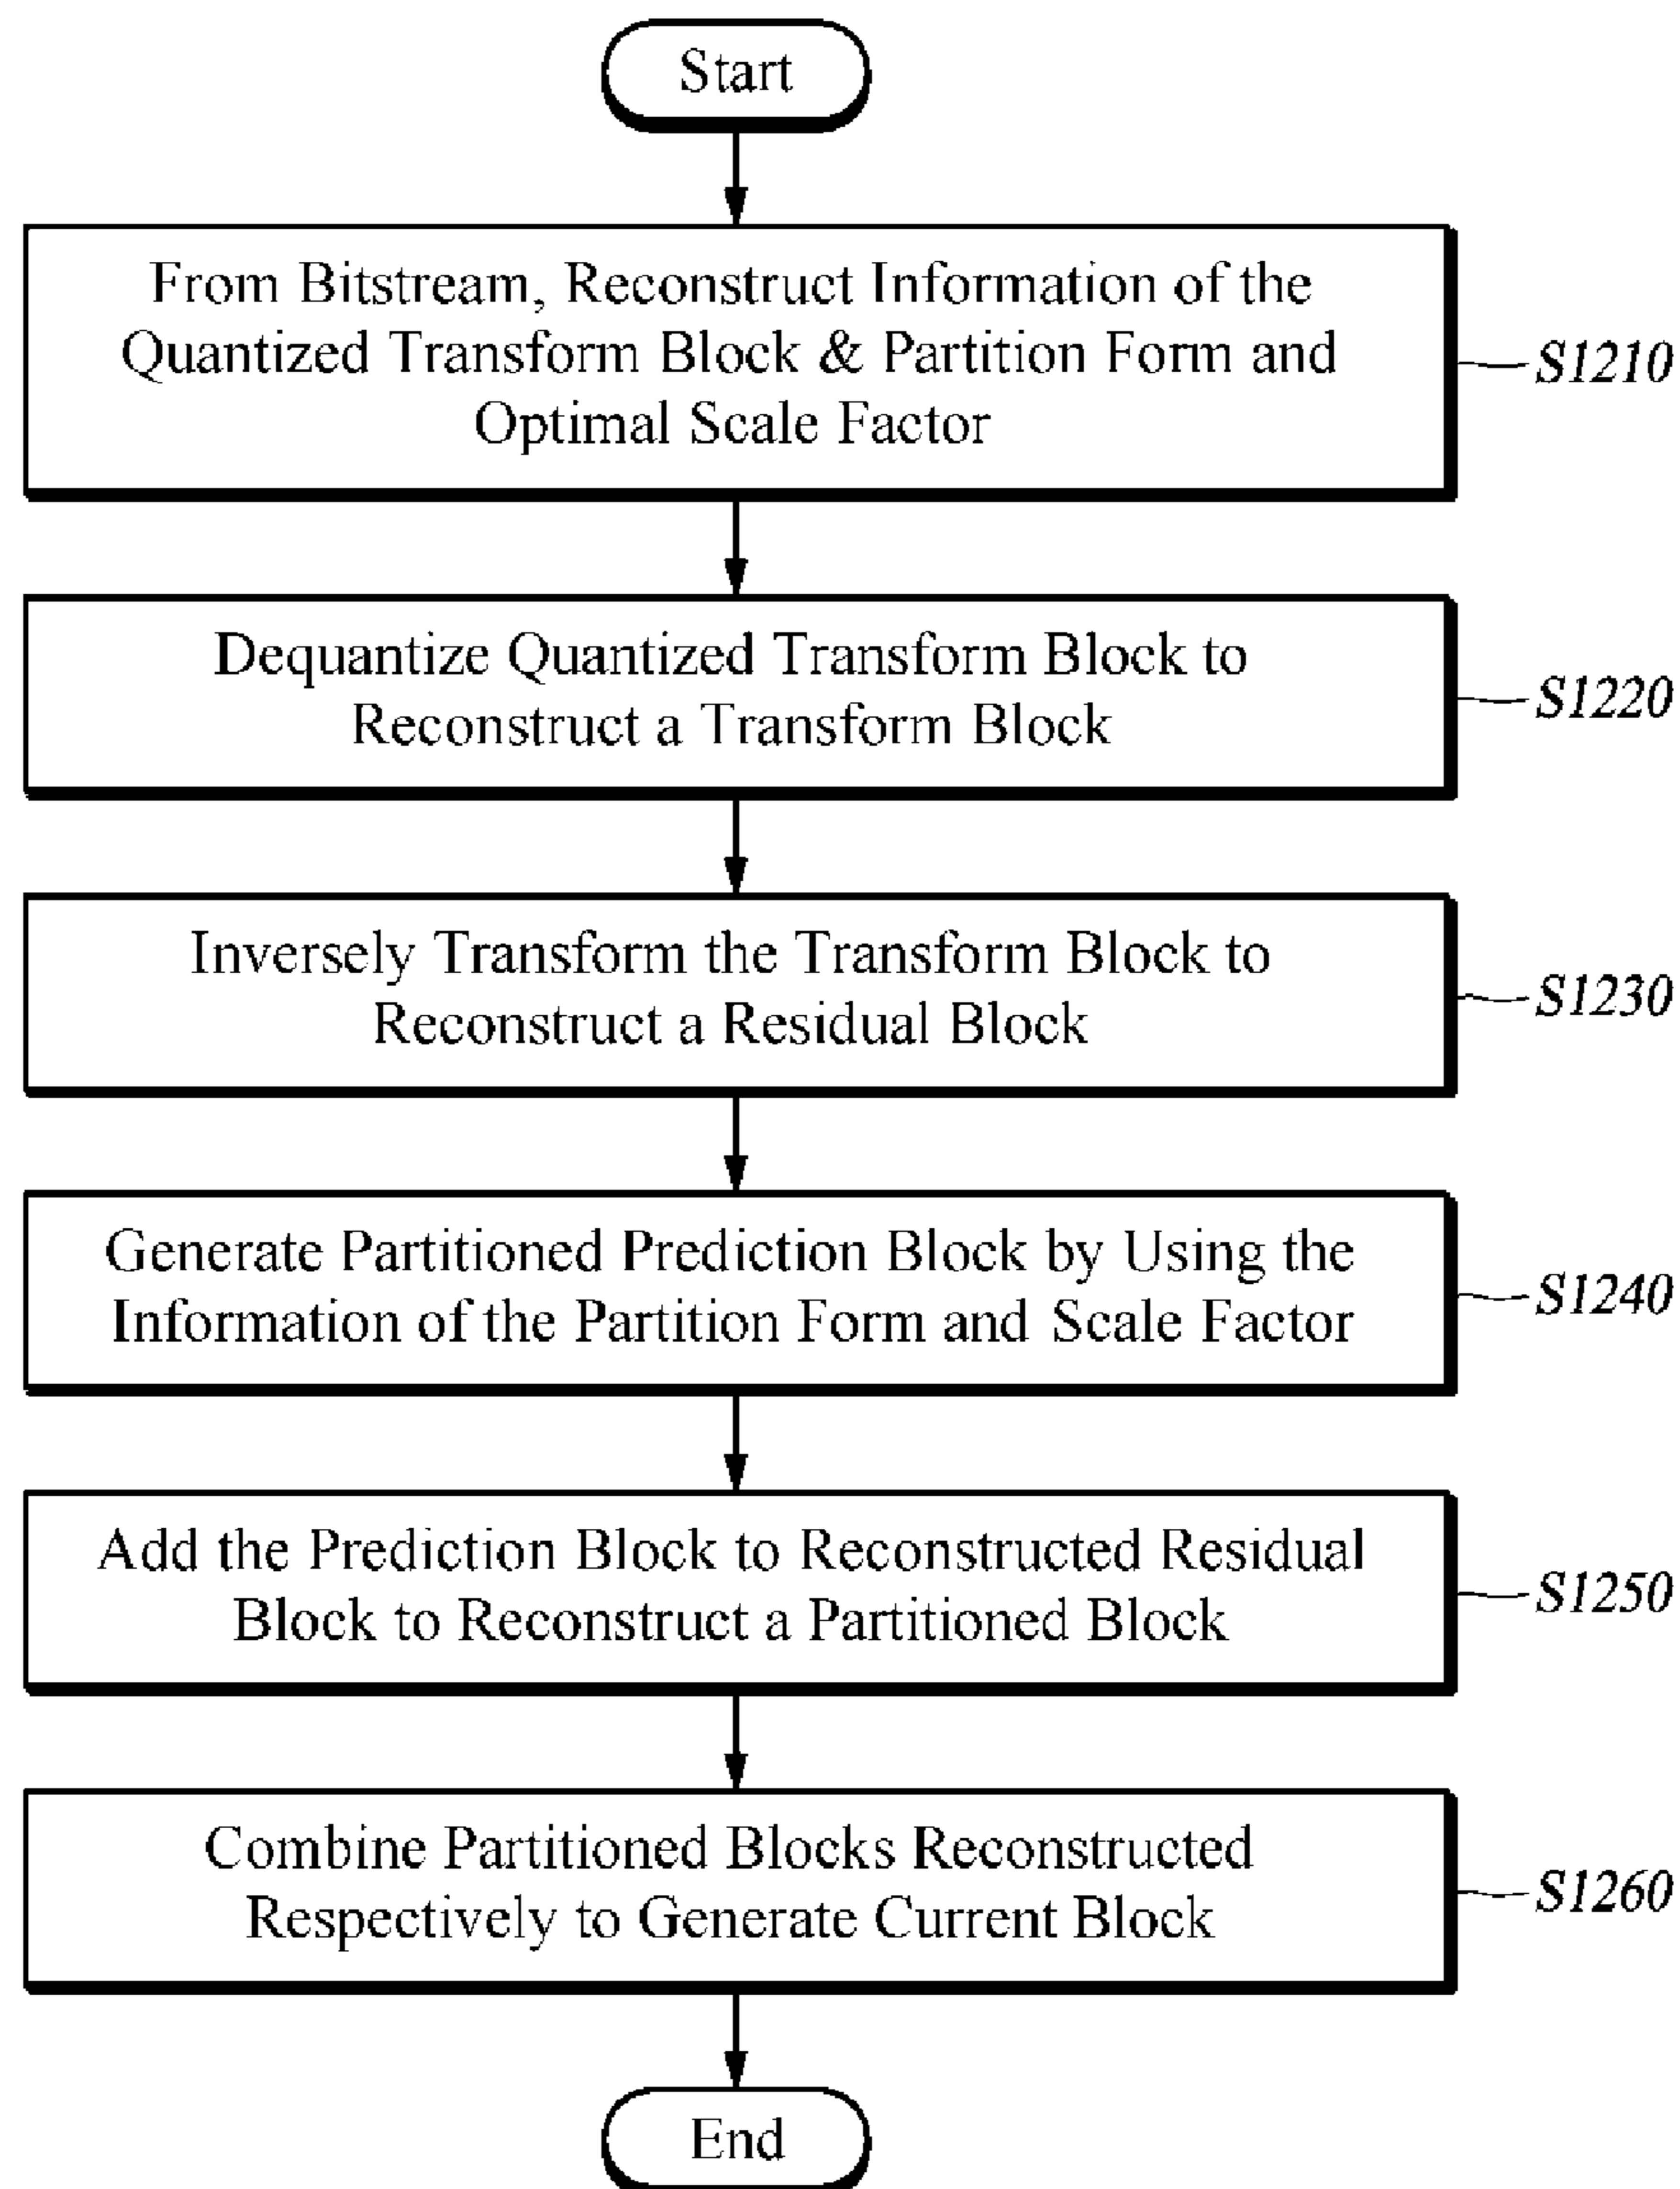 Start
From Bitstream, Reconstruct Information of the
Quantized Transform Block & Partition Form and
Optimal Scale Factor
S1210
Dequantize Quantized Transform Block to
Reconstruct a Transform Block
S1220
Inversely Transform the Transform Block to
Reconstruct a Residual Block
S1230
Generate Partitioned Prediction Block by Using the
Information of the Partition Form and Scale Factor
S1240
Add the Prediction Block to Reconstructed Residual
Block to Reconstruct a Partitioned Block
S1250
Combine Partitioned Blocks Reconstructed
Respectively to Generate Current Block
S1260
End